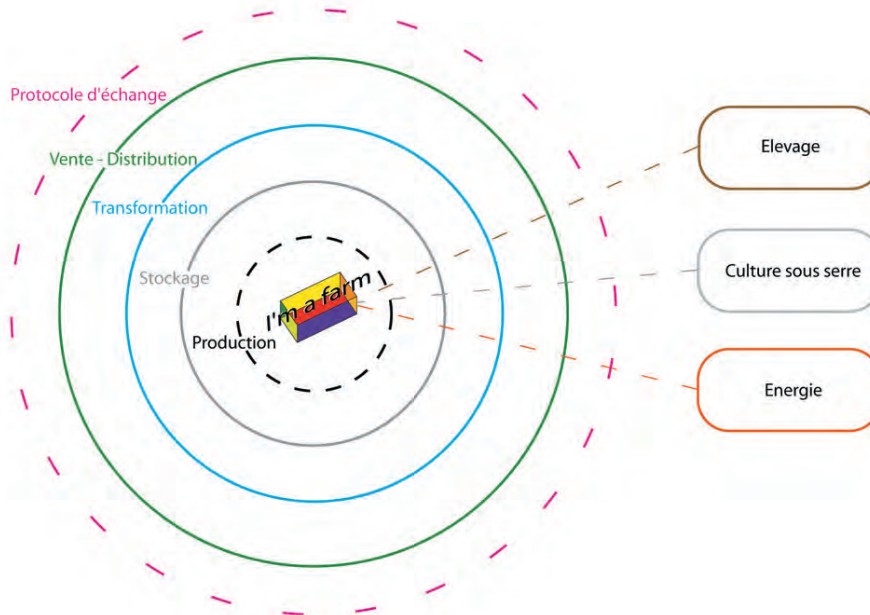 Protocole d'échange
Vente - Distribution
Transformation
Stockage
I'm a farm
Production
Elevage
Culture sous serre
Energie